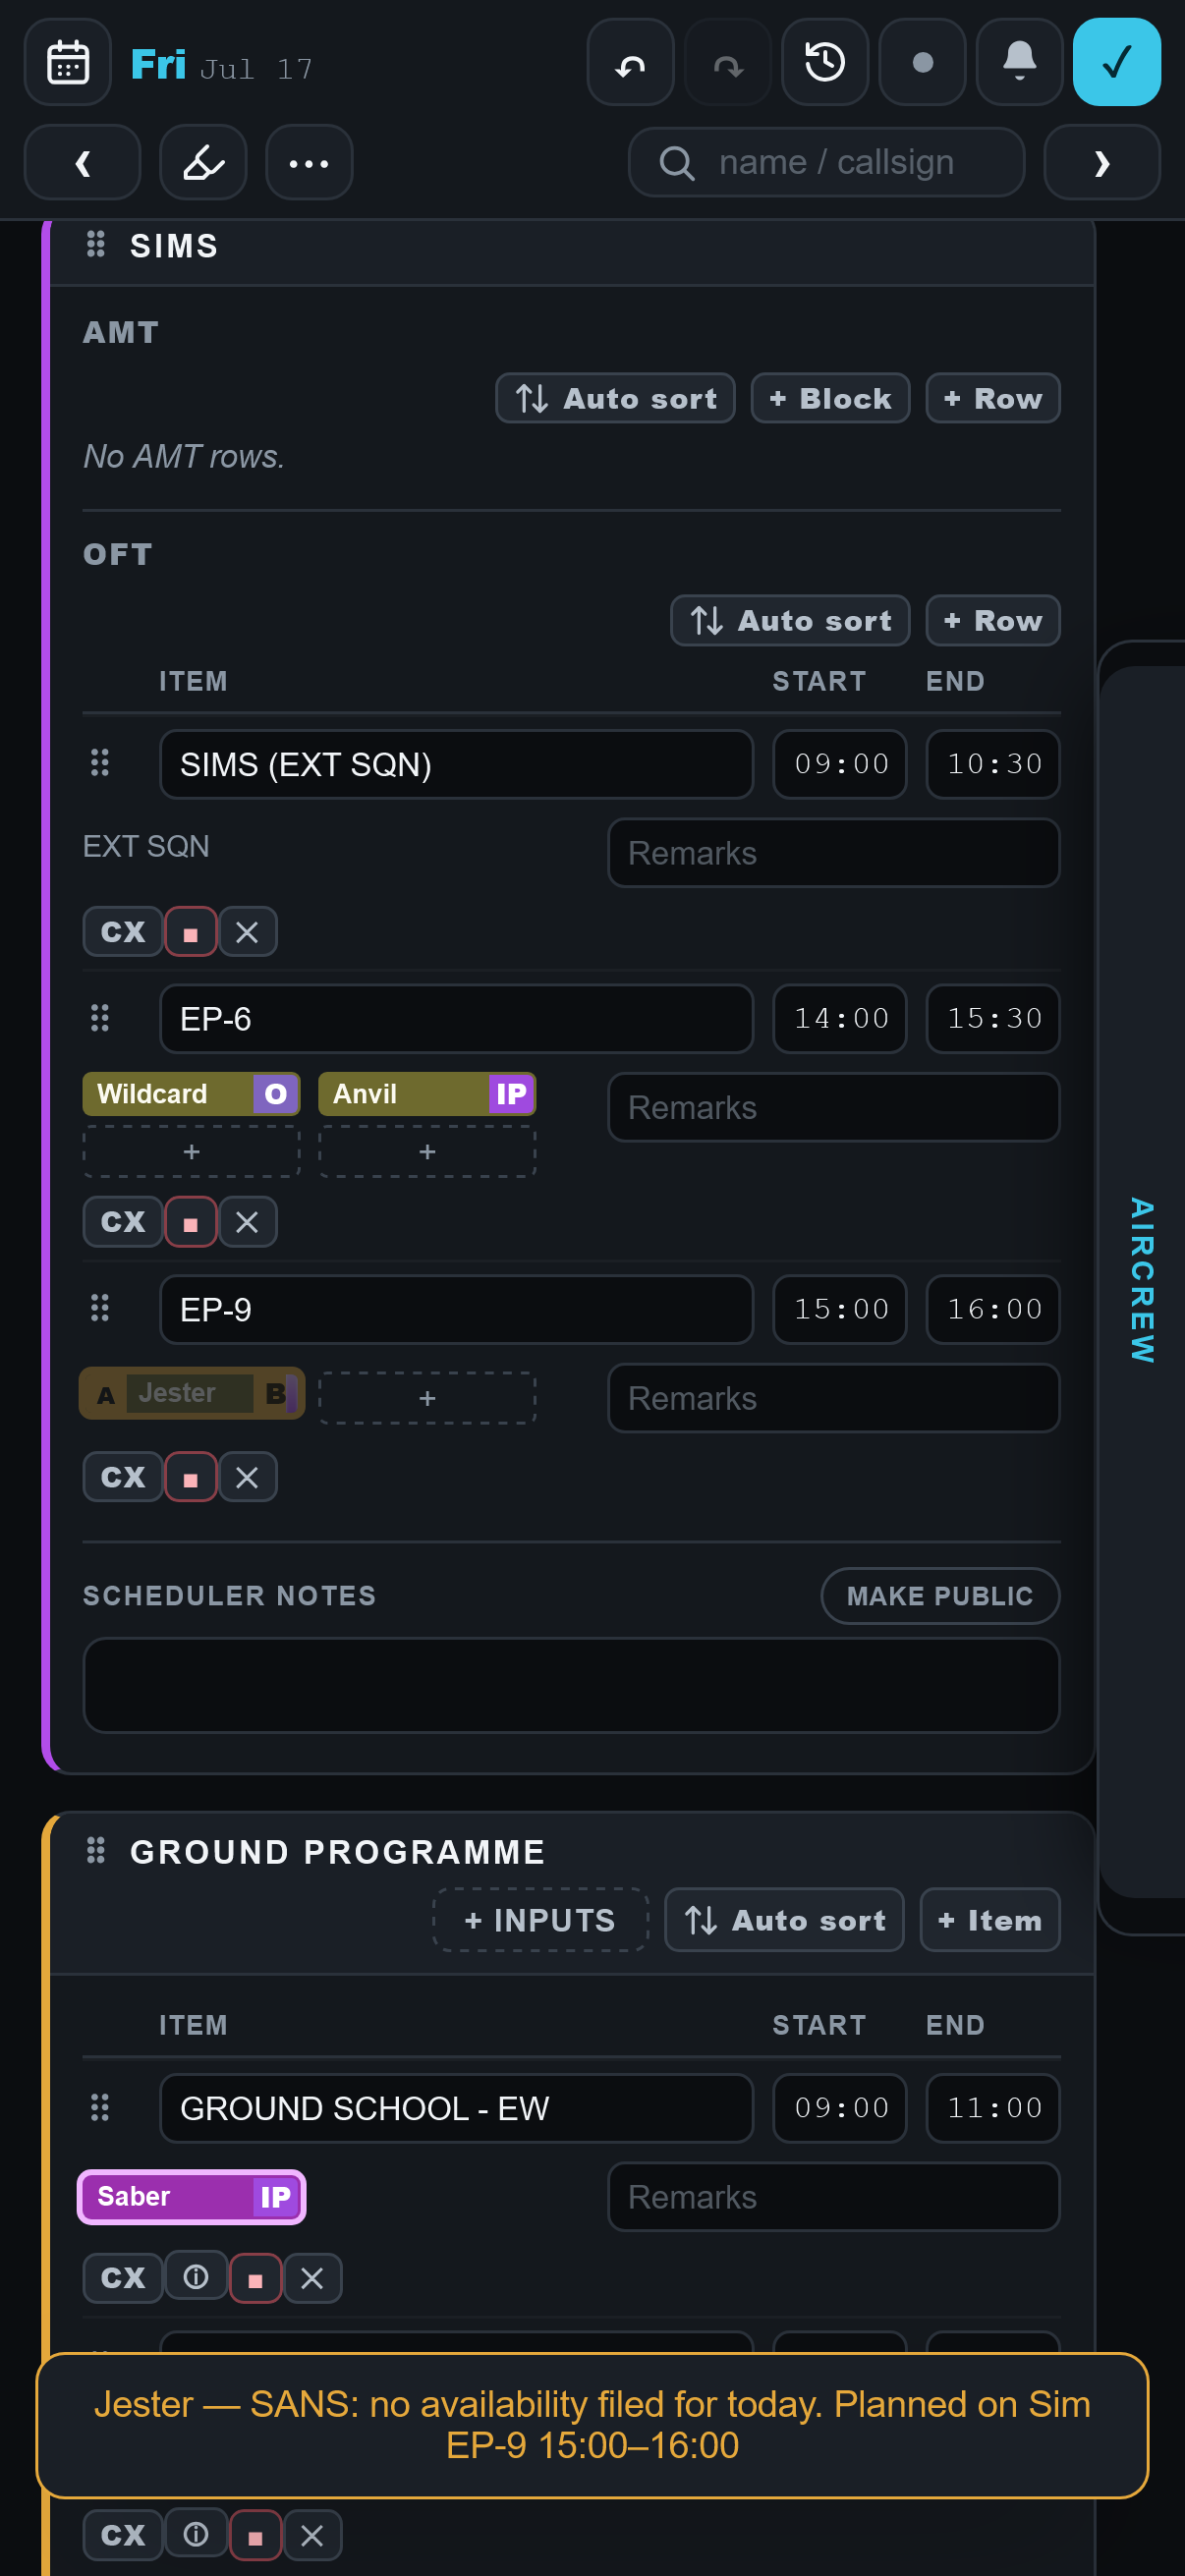 Fri Jul 17
name / callsign
SIMS
AMT
Auto sort
+ Block
+ Row
No AMT rows.
OFT
Auto sort
+ Row
ITEM START END
SIMS (EXT SQN) 09:00 10:30
EXT SQN Remarks
CX
EP-6 14:00 15:30
Wildcard O Anvil IP Remarks
+ +
CX
EP-9 15:00 16:00
A Jester B + Remarks
CX
SCHEDULER NOTES MAKE PUBLIC
AIRCREW
GROUND PROGRAMME
+ INPUTS
Auto sort
+ Item
ITEM START END
GROUND SCHOOL - EW 09:00 11:00
Saber IP Remarks
CX
Jester — SANS: no availability filed for today. Planned on Sim
EP-9 15:00–16:00
CX